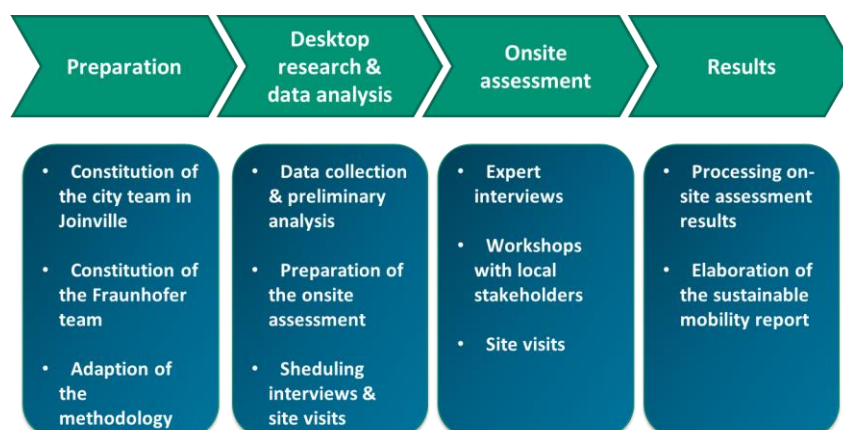 Preparation
Desktop
research &
data analysis
Onsite
assessment
Results
• Constitution of
the city team in
Joinville
• Constitution of
the Fraunhofer
team
• Adaption of
the
methodology
• Data collection
& preliminary
analysis
• Preparation of
the onsite
assessment
• Sheduling
interviews &
site visits
• Expert
interviews
• Workshops
with local
stakeholders
• Site visits
• Processing on-
site assessment
results
• Elaboration of
the sustainable
mobility report